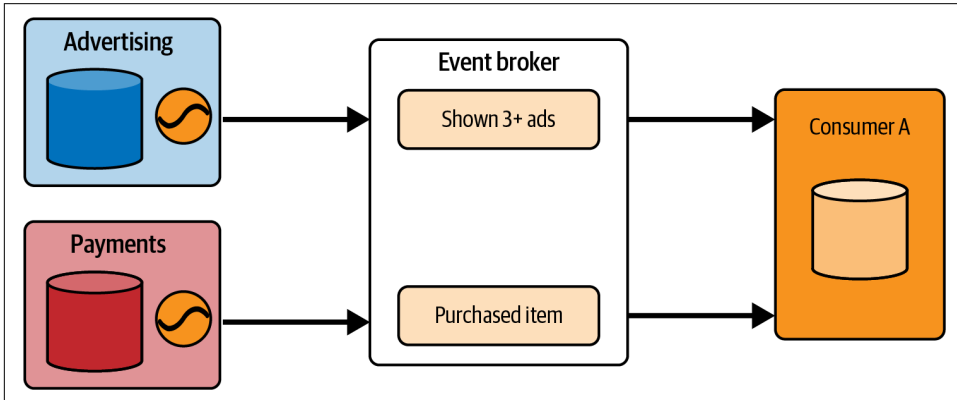 Advertising
Event broker
Shown 3+ ads
Consumer A
Payments
Purchased item